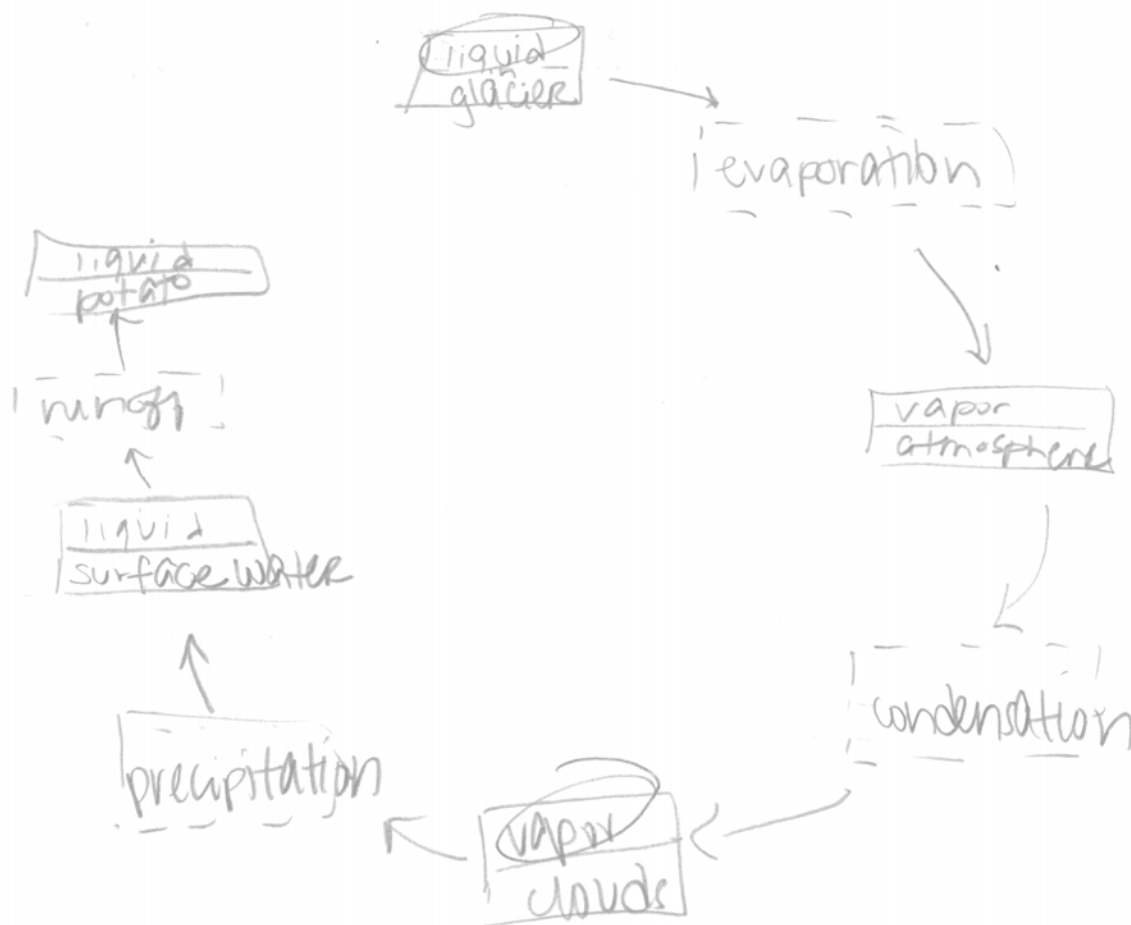 liquid
glacier
evaporation
vapor
atmosphere
condensation
vapor
clouds
precipitation
liquid
surface water
runoff
liquid
potato